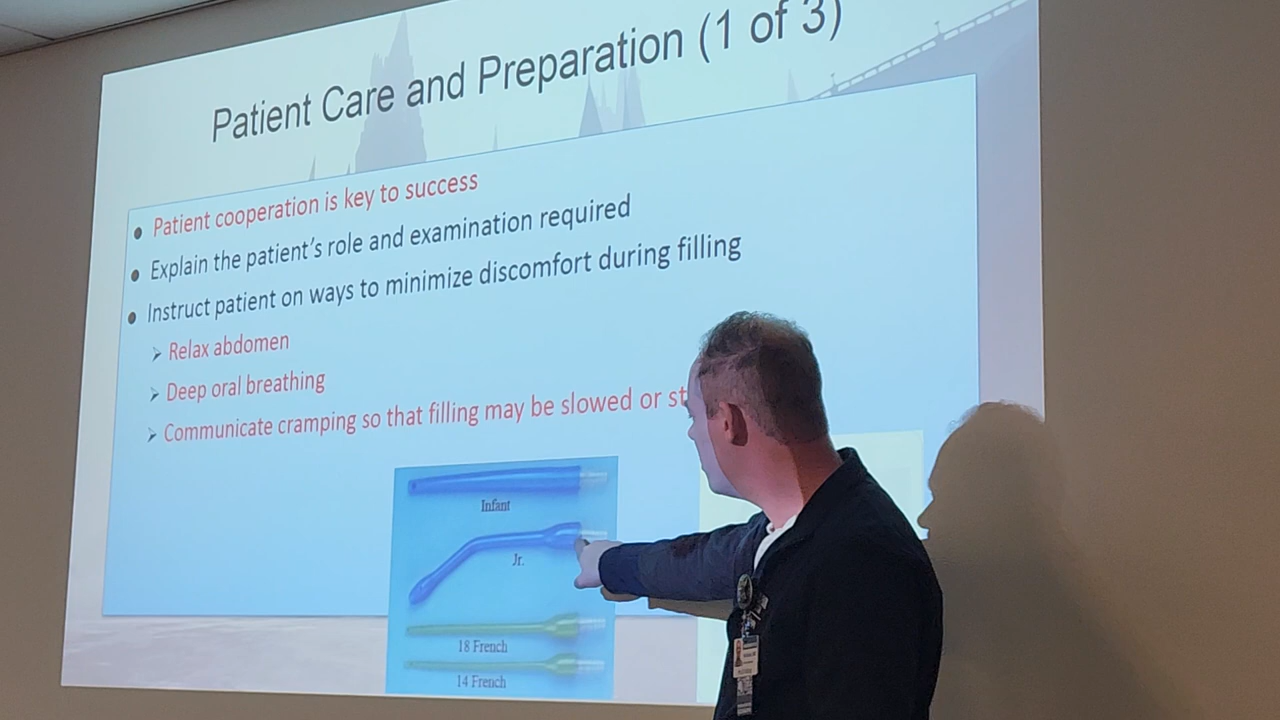 Patient Care and Preparation (1 of 3)
Patient cooperation is key to success
Explain the patient's role and examination required
Instruct patient on ways to minimize discomfort during filling
Relax abdomen
Deep oral breathing
Communicate cramping so that filling may be slowed or st
Infant
Jr.
18 French
14 French